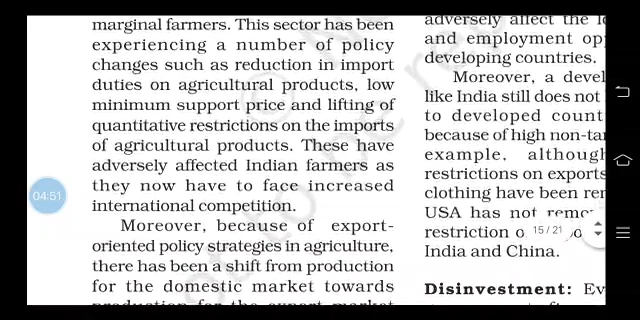 marginal farmers. This sector has been
experiencing a number of policy
changes such as reduction in import
duties on agricultural products, low
minimum support price and lifting of
quantitative restrictions on the imports
of agricultural products. These have
adversely affected Indian farmers as
they now have to face increased
international competition.
Moreover, because of export-
oriented policy strategies in agriculture,
there has been a shift from production
for the domestic market towards
production for the export market
adversely affect the
and employment
developing countries.
Moreover, a
like India still does not
to developed
because of high
example, although
restrictions on exports
clothing have been
USA has not
restriction
India and China.
Disinvestment:
04:51
15 / 21